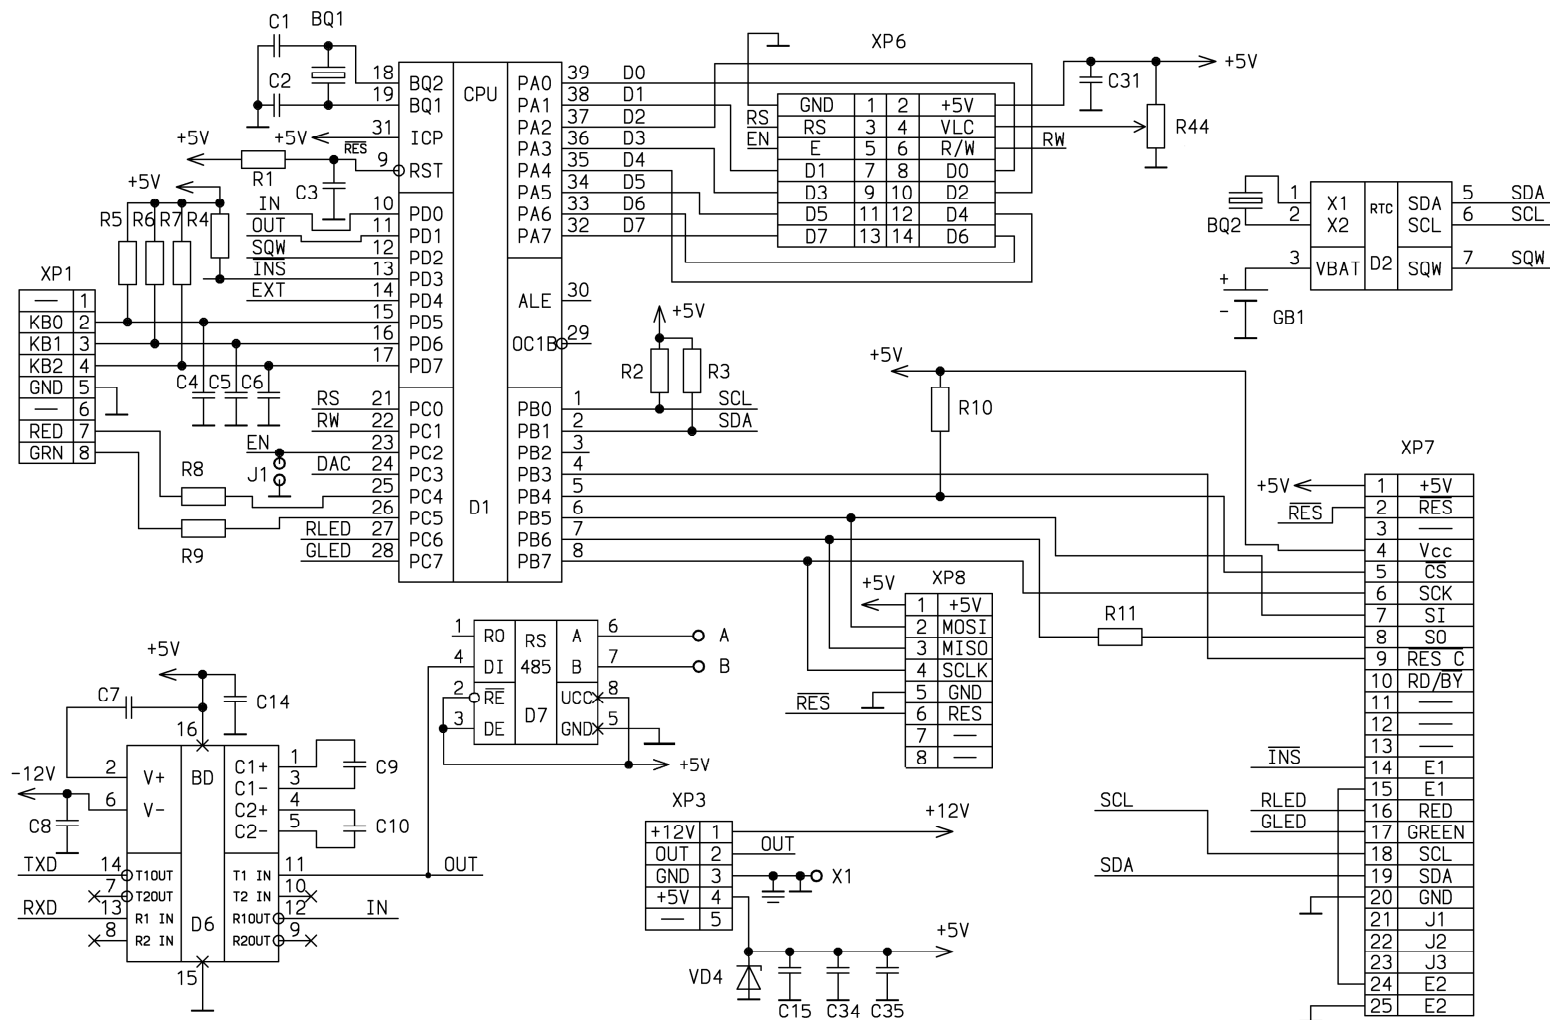 C1 BQ1
C2
18 BQ2
19 BQ1
+5V 31 ICP
+5V RES 9 RST
R1 C3
CPU
D1
+5V
R5 R6 R7 R4
IN 10 PD0
OUT 11 PD1
SQW 12 PD2
INS 13 PD3
EXT 14 PD4
15 PD5
16 PD6
17 PD7
C4 C5 C6
RS 21 PC0
RW 22 PC1
EN 23 PC2
J1 DAC 24 PC3
25 PC4
26 PC5
RLED 27 PC6
GLED 28 PC7
R8
R9
XP1
— 1
KB0 2
KB1 3
KB2 4
GND 5
— 6
RED 7
GRN 8
PA0 39 D0
PA1 38 D1
PA2 37 D2
PA3 36 D3
PA4 35 D4
PA5 34 D5
PA6 33 D6
PA7 32 D7
ALE 30
OC1B 29
PB0 1 SCL
PB1 2 SDA
PB2 3
PB3 4
PB4 5
PB5 6
PB6 7
PB7 8
+5V
R2 R3
XP6
GND 1 2 +5V
RS RS 3 4 VLC
EN E 5 6 R/W RW
D1 7 8 D0
D3 9 10 D2
D5 11 12 D4
D7 13 14 D6
+5V
C31
R44
BQ2
1 X1 RTC SDA 5 SDA
2 X2 SCL 6 SCL
3 VBAT D2 SQW 7 SQW
+
-
GB1
+5V
R10
R11
XP7
+5V 1 +5V
RES 2 RES
3 —
4 Vcc
5 CS
6 SCK
7 SI
8 SO
9 RES C
10 RD/BY
11 —
12 —
13 —
INS 14 E1
15 E1
RLED 16 RED
GLED 17 GREEN
SCL 18 SCL
SDA 19 SDA
20 GND
21 J1
22 J2
23 J3
24 E2
25 E2
XP8
+5V 1 +5V
2 MOSI
3 MISO
4 SCLK
5 GND
RES 6 RES
7 —
8 —
1 RO RS A 6 A
4 DI 485 B 7 B
2 RE UCC 8
3 DE D7 GND 5
+5V
+5V
C7 C14
16
-12V 2 V+ BD C1+ 1 C9
C1- 3
6 V- C2+ 4 C10
C8 C2- 5
TXD 14 T1OUT T1 IN 11 OUT
7 T2OUT T2 IN 10
RXD 13 R1 IN R1OUT 12 IN
8 R2 IN D6 R2OUT 9
15
XP3
+12V 1 +12V
OUT 2 OUT
GND 3 X1
+5V 4
— 5
+5V
VD4 C15 C34 C35